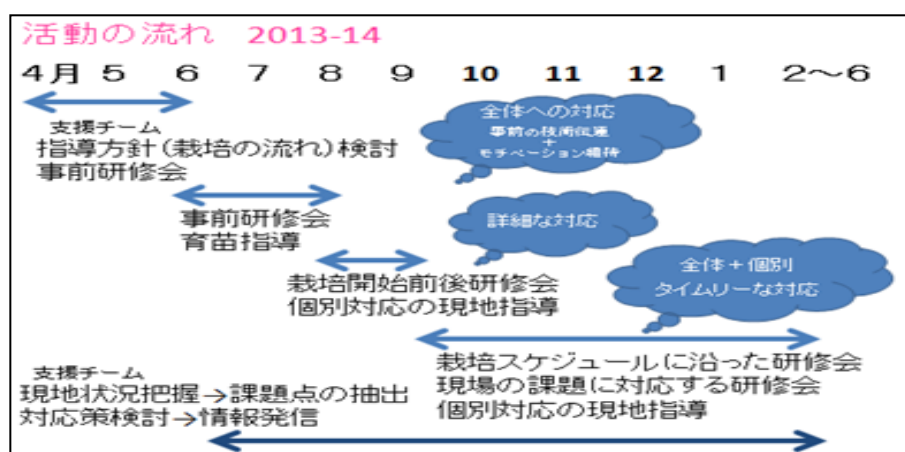 活動の流れ 2013-14
4月 5 6 7 8 9 10 11 12 1 2～6
支援チーム
指導方針(栽培の流れ)検討
事前研修会
全体への対応
事前の技術伝達
+
モチベーション維持
事前研修会
育苗指導
詳細な対応
栽培開始前後研修会
個別対応の現地指導
全体+個別
タイムリーな対応
栽培スケジュールに沿った研修会
現場の課題に対応する研修会
個別対応の現地指導
支援チーム
現地状況把握→課題点の抽出
対応策検討→情報発信